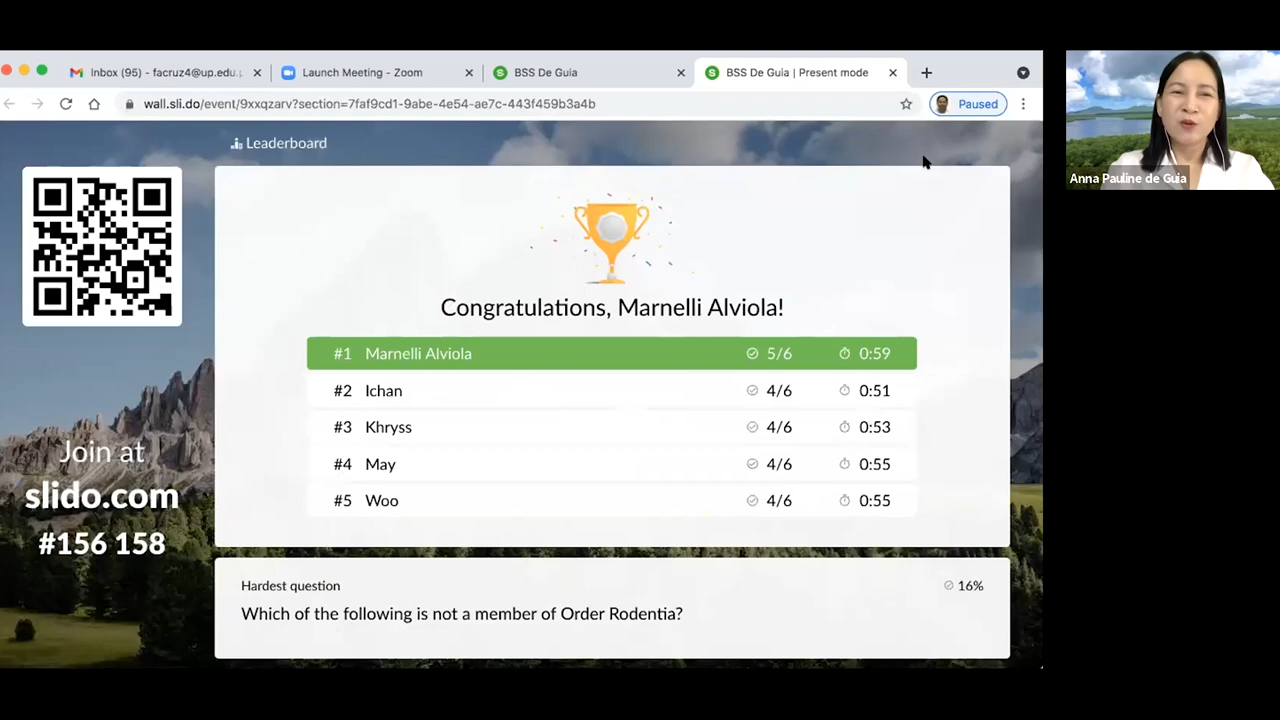 Inbox (95) - facruz4@up.edu.
Launch Meeting - Zoom
BSS De Guia
BSS De Guia | Present mode
wall.sli.do/event/9xxqzarv?section=7faf9cd1-9abe-4e54-ae7c-443f459b3a4b
Paused
Leaderboard
Congratulations, Marnelli Alviola!
#1 Marnelli Alviola 5/6 0:59
#2 Ichan 4/6 0:51
#3 Khryss 4/6 0:53
#4 May 4/6 0:55
#5 Woo 4/6 0:55
Join at
slido.com
#156 158
Hardest question 16%
Which of the following is not a member of Order Rodentia?
Anna Pauline de Guia